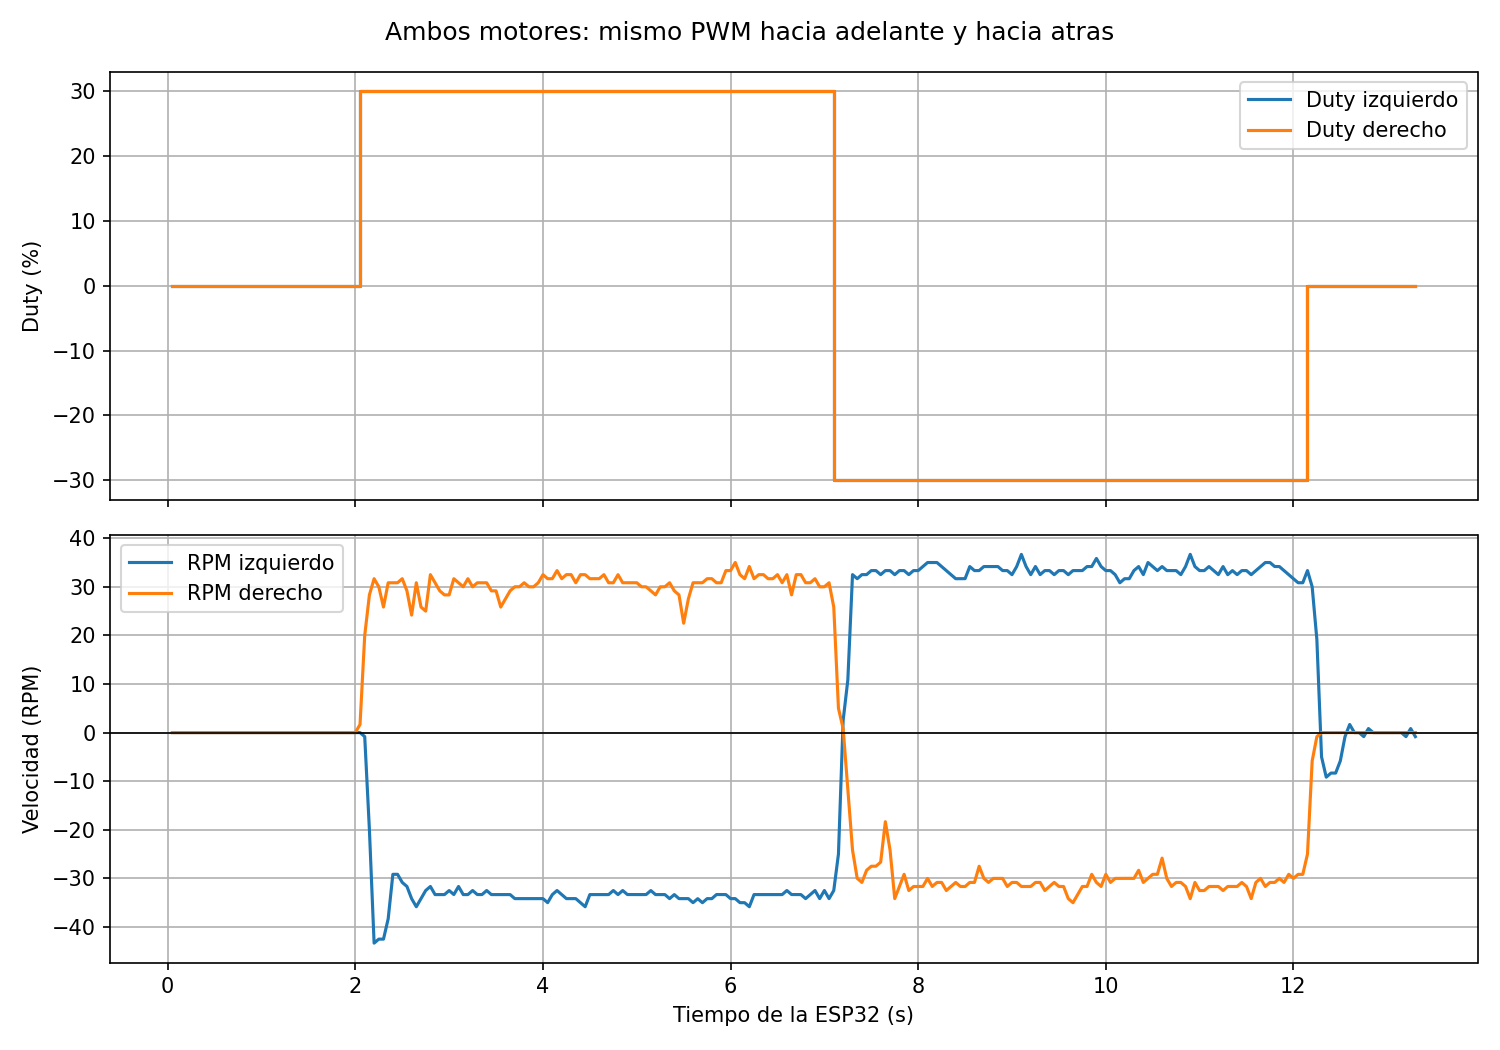 Ambos motores: mismo PWM hacia adelante y hacia atras
Duty (%)
30
20
10
0
−10
−20
−30
Duty izquierdo
Duty derecho
Velocidad (RPM)
40
30
20
10
0
−10
−20
−30
−40
RPM izquierdo
RPM derecho
0 2 4 6 8 10 12
Tiempo de la ESP32 (s)